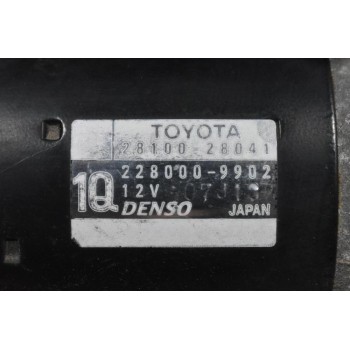 TOYOTA
28100-28041
228000-9902
12V
1Q DENSO JAPAN